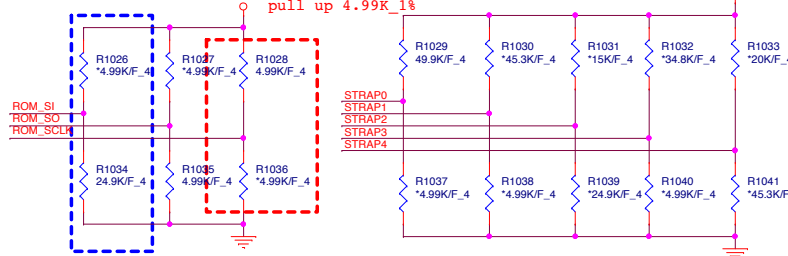 pull up 4.99K_1%
R1026
*4.99K/F_4
R1027
*4.99K/F_4
R1028
4.99K/F_4
R1029
49.9K/F_4
R1030
*45.3K/F_4
R1031
*15K/F_4
R1032
*34.8K/F_4
R1033
*20K/F_4
ROM_SI
ROM_SO
ROM_SCLK
STRAP0
STRAP1
STRAP2
STRAP3
STRAP4
R1034
24.9K/F_4
R1035
4.99K/F_4
R1036
*4.99K/F_4
R1037
*4.99K/F_4
R1038
*4.99K/F_4
R1039
*24.9K/F_4
R1040
*4.99K/F_4
R1041
*45.3K/F